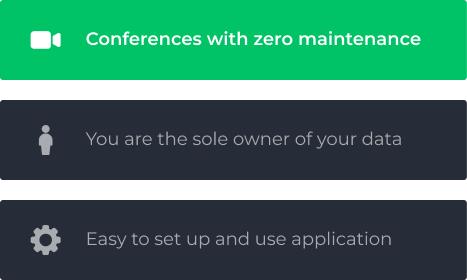 Conferences with zero maintenance
You are the sole owner of your data
Easy to set up and use application